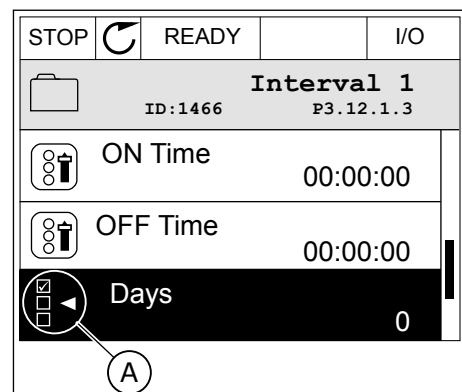 STOP READY I/O
Interval 1
ID:1466 P3.12.1.3
ON Time
00:00:00
OFF Time
00:00:00
Days
0
A